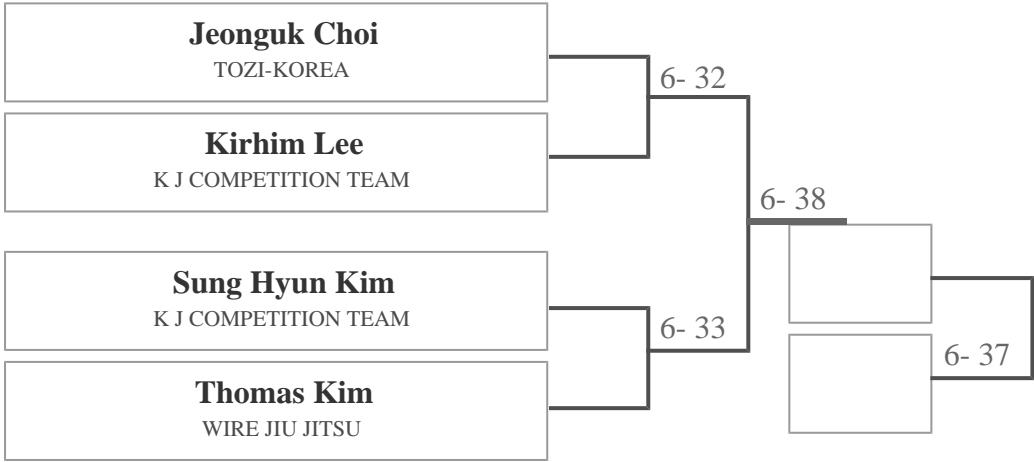 Jeonguk Choi
TOZI-KOREA
6- 32
Kirhim Lee
K J COMPETITION TEAM
6- 38
Sung Hyun Kim
K J COMPETITION TEAM
6- 33
6- 37
Thomas Kim
WIRE JIU JITSU